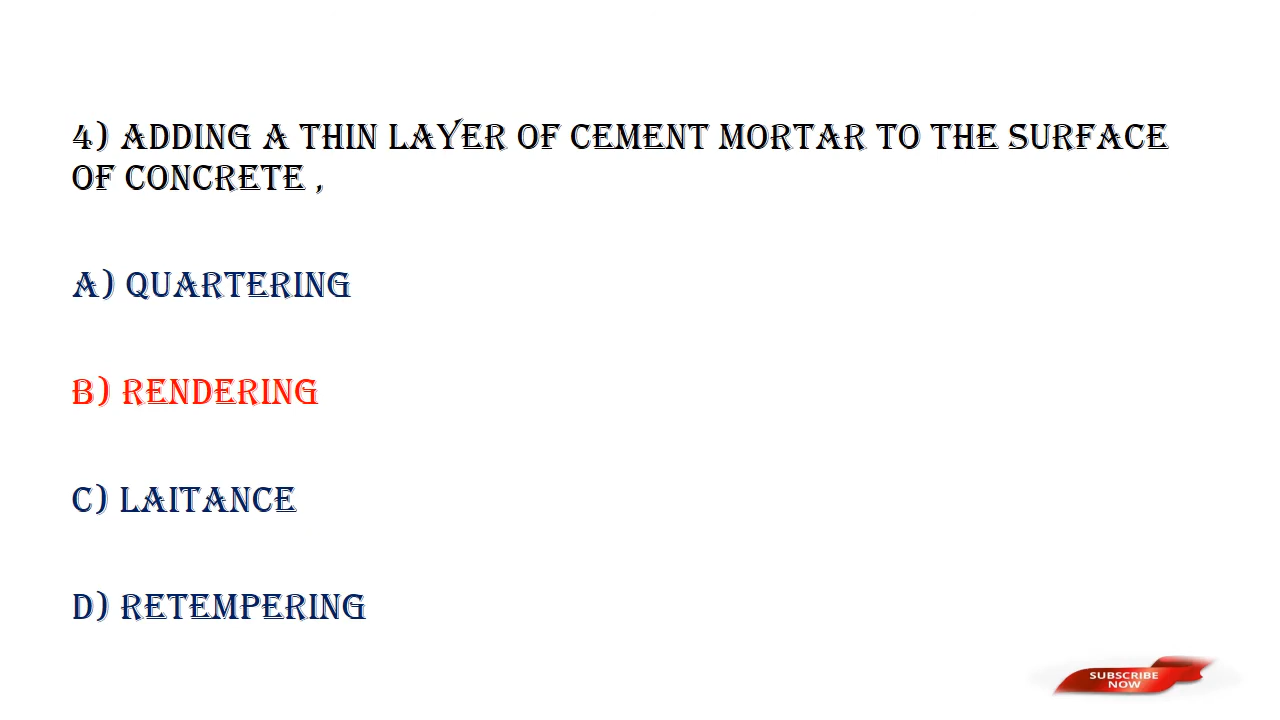 4) ADDING A THIN LAYER OF CEMENT MORTAR TO THE SURFACE
OF CONCRETE ,
A) QUARTERING
B) RENDERING
C) LAITANCE
D) RETEMPERING
SUBSCRIBE
NOW